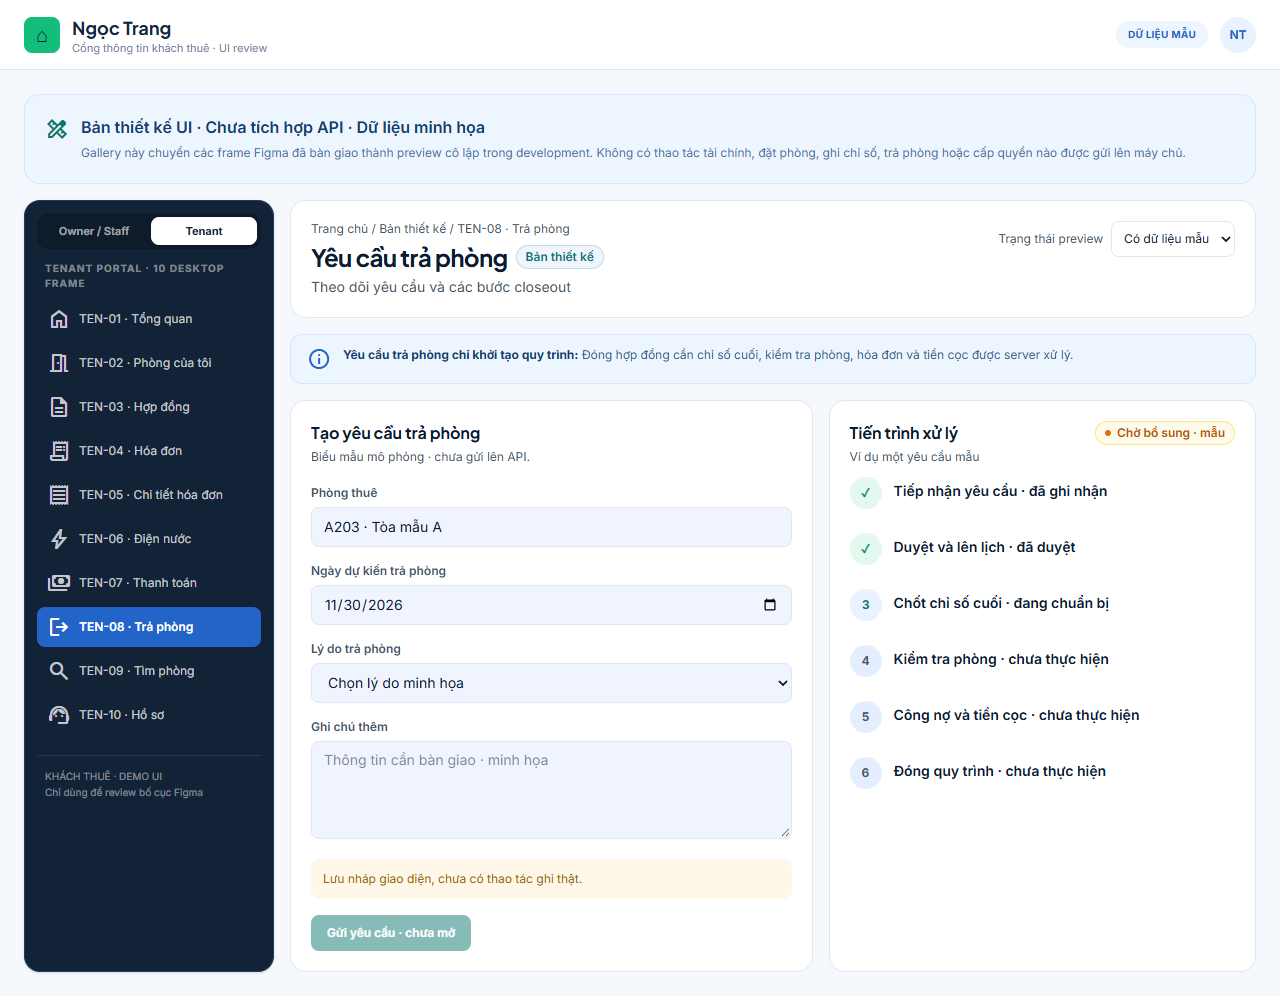 Ngọc Trang
Cổng thông tin khách thuê · UI review
DỮ LIỆU MẪU
NT
Bản thiết kế UI · Chưa tích hợp API · Dữ liệu minh họa
Gallery này chuyển các frame Figma đã bàn giao thành preview cô lập trong development. Không có thao tác tài chính, đặt phòng, ghi chỉ số, trả phòng hoặc cấp quyền nào được gửi lên máy chủ.
Owner / Staff
Tenant
TENANT PORTAL · 10 DESKTOP
FRAME
TEN-01 · Tổng quan
TEN-02 · Phòng của tôi
TEN-03 · Hợp đồng
TEN-04 · Hóa đơn
TEN-05 · Chi tiết hóa đơn
TEN-06 · Điện nước
TEN-07 · Thanh toán
TEN-08 · Trả phòng
TEN-09 · Tìm phòng
TEN-10 · Hồ sơ
KHÁCH THUÊ · DEMO UI
Chỉ dùng để review bố cục Figma
Trang chủ / Bản thiết kế / TEN-08 · Trả phòng
Yêu cầu trả phòng
Bản thiết kế
Theo dõi yêu cầu và các bước closeout
Trạng thái preview
Có dữ liệu mẫu
Yêu cầu trả phòng chỉ khởi tạo quy trình: Đóng hợp đồng cần chỉ số cuối, kiểm tra phòng, hóa đơn và tiền cọc được server xử lý.
Tạo yêu cầu trả phòng
Biểu mẫu mô phỏng · chưa gửi lên API.
Phòng thuê
A203 · Tòa mẫu A
Ngày dự kiến trả phòng
11/30/2026
Lý do trả phòng
Chọn lý do minh họa
Ghi chú thêm
Thông tin cần bàn giao · minh họa
Lưu nháp giao diện, chưa có thao tác ghi thật.
Gửi yêu cầu · chưa mở
Tiến trình xử lý
Chờ bổ sung · mẫu
Ví dụ một yêu cầu mẫu
✓ Tiếp nhận yêu cầu · đã ghi nhận
✓ Duyệt và lên lịch · đã duyệt
3 Chốt chỉ số cuối · đang chuẩn bị
4 Kiểm tra phòng · chưa thực hiện
5 Công nợ và tiền cọc · chưa thực hiện
6 Đóng quy trình · chưa thực hiện